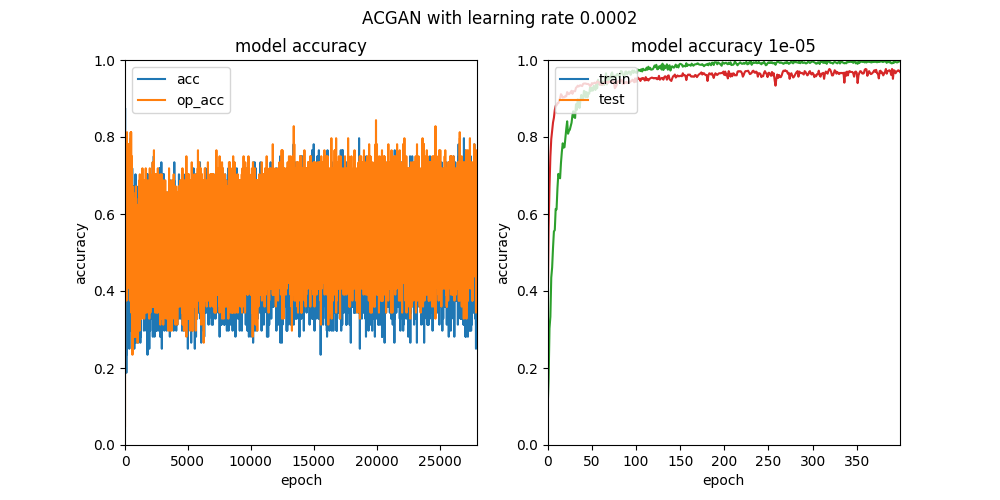 ACGAN with learning rate 0.0002
model accuracy
acc
op_acc
accuracy
1.0
0.8
0.6
0.4
0.2
0.0
0
5000
10000
15000
20000
25000
epoch
model accuracy 1e-05
train
test
accuracy
1.0
0.8
0.6
0.4
0.2
0.0
0
50
100
150
200
250
300
350
epoch